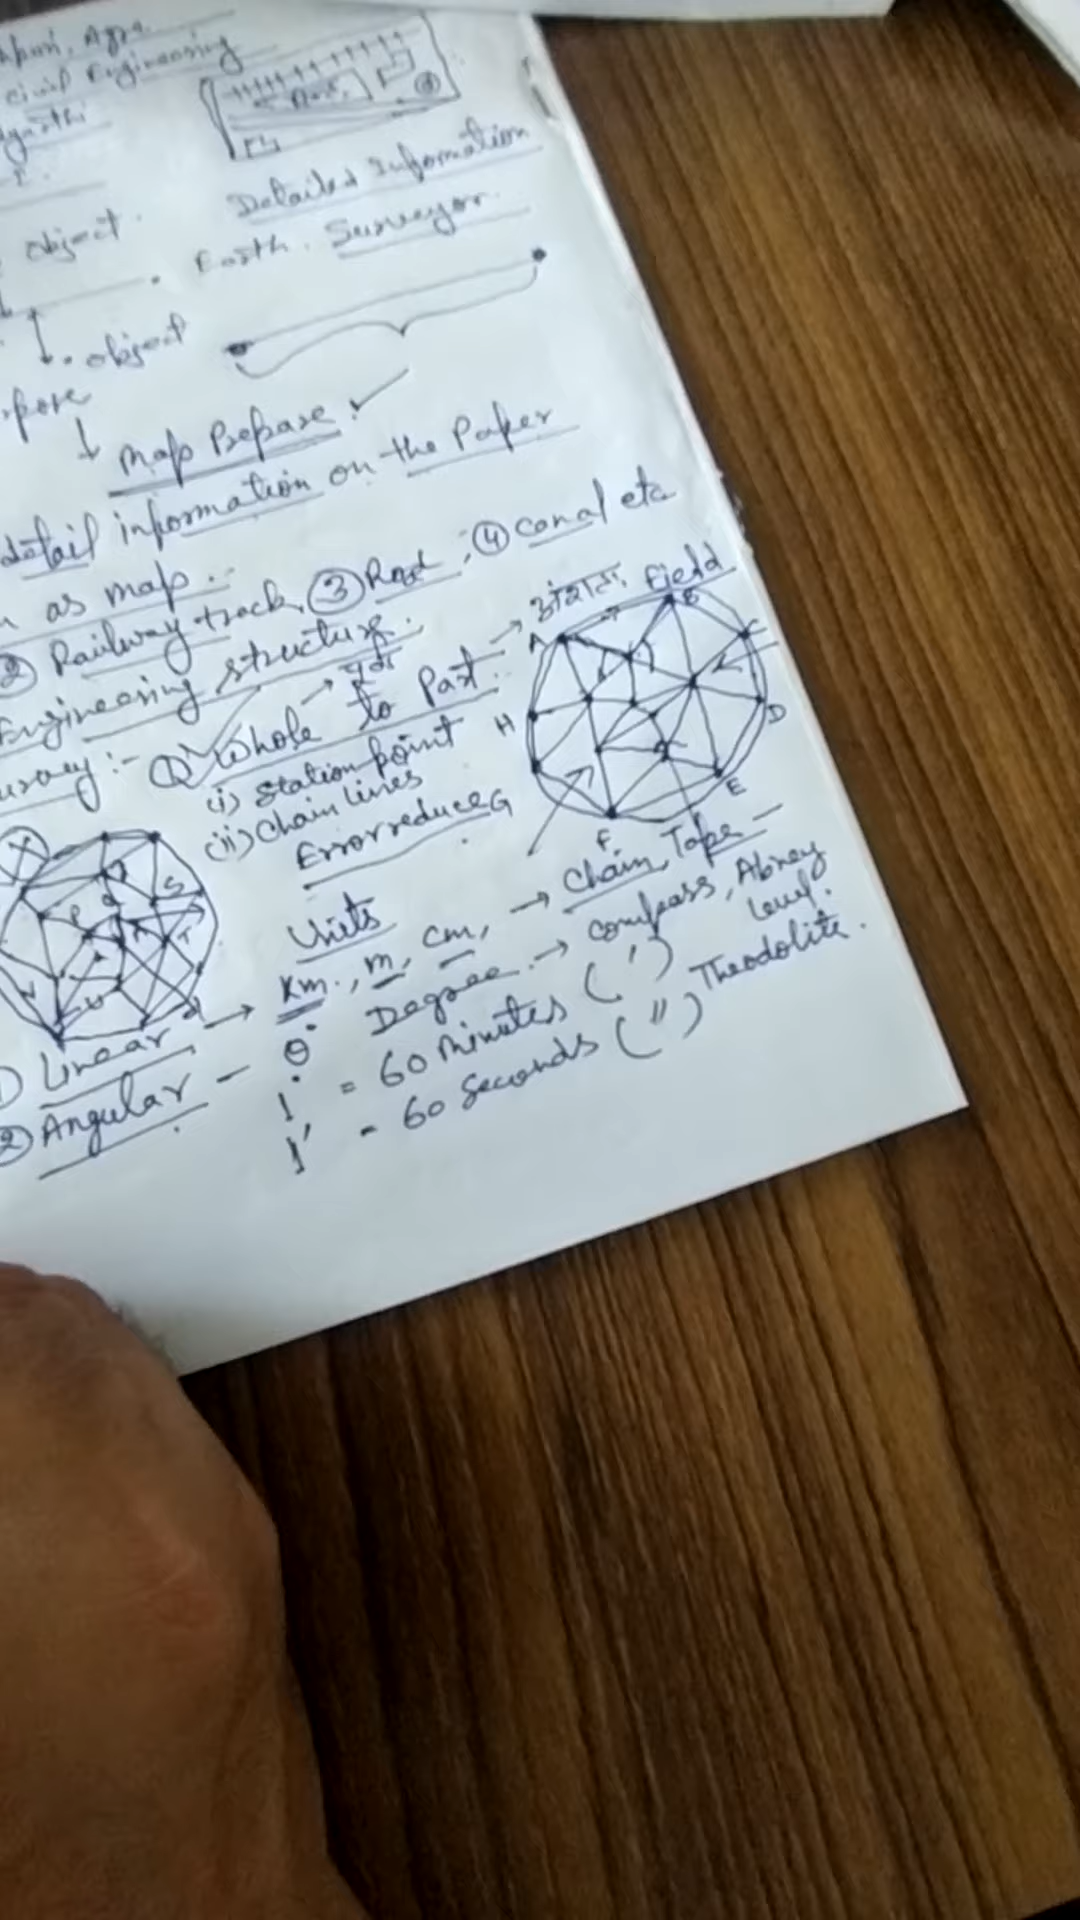 Agra
civil Engineering
Detailed Information
object
Earth. Surveyor.
object
Map Prepare ✓
detail information on the Paper
as map.
② Railway track, ③ Road, ④ Canal etc
Engineering structure.
① Whole to Part → Field
(i) Station point
(ii) Chain lines
Error reduce
A B C D E F G H
Units
① Linear → Km., m, cm, → Chain, Tape
② Angular - θ° Degree. → Compass, Abney Level.
Theodolite.
1° = 60 minutes (')
1' = 60 seconds (")